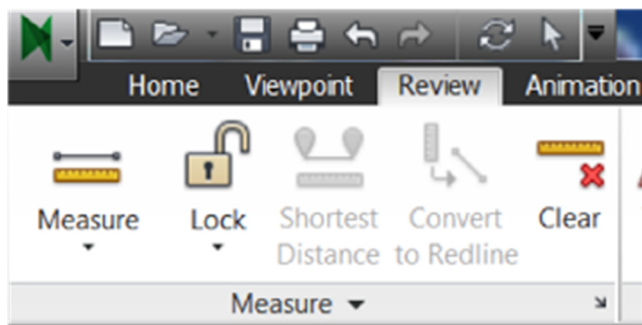 Home Viewpoint Review Animation
Measure Lock Shortest Distance Convert to Redline Clear
Measure